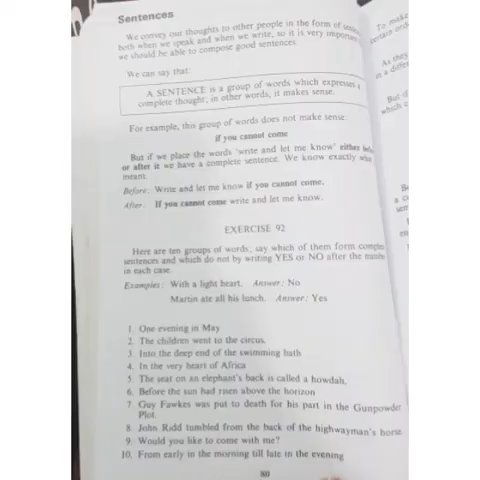 Sentences
We convey our thoughts to other people in the form of
both when we speak and when we write, so it is very important
we should be able to compose good sentences.
We can say that:
A SENTENCE is a group of words which expresses a
complete thought; in other words, it makes sense.
For example, this group of words does not make sense:
if you cannot come
But if we place the words 'write and let me know' either
or after it we have a complete sentence. We know exactly what
meant.
Before: Write and let me know if you cannot come.
After: If you cannot come write and let me know.
EXERCISE 92
Here are ten groups of words; say which of them form
sentences and which do not by writing YES or NO after the
in each case.
Examples: With a light heart. Answer: No
Martin ate all his lunch. Answer: Yes
1. One evening in May
2. The children went to the circus.
3. Into the deep end of the swimming bath
4. In the very heart of Africa
5. The seat on an elephant's back is called a howdah.
6. Before the sun had risen above the horizon
7. Guy Fawkes was put to death for his part in the Gunpowder
Plot.
8. John Ridd tumbled from the back of the highwayman's horse.
9. Would you like to come with me?
10. From early in the morning till late in the evening
80
To make
certain
As they
in a
But if
which